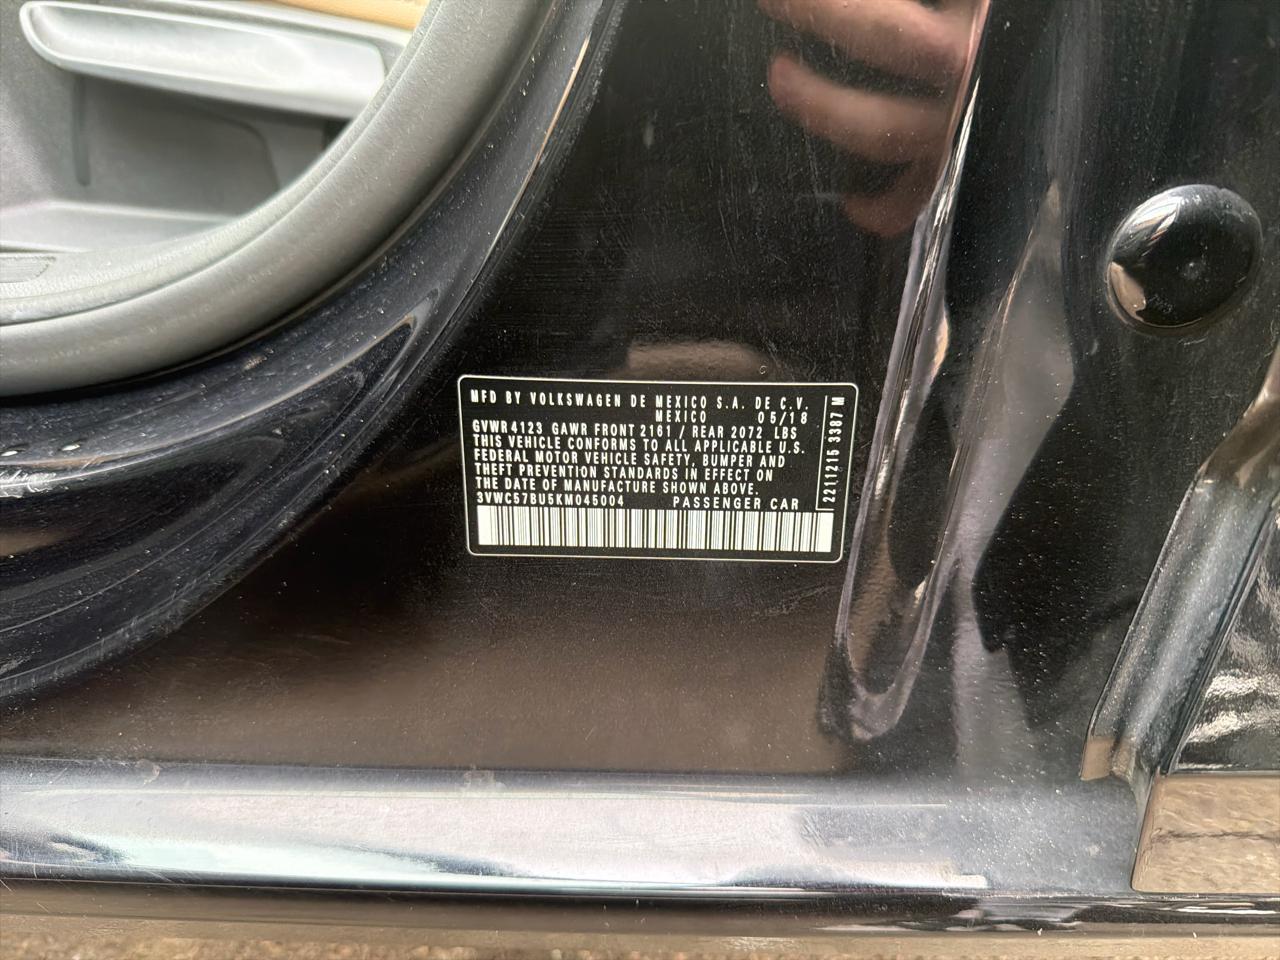 MFD BY VOLKSWAGEN DE MEXICO S.A. DE C.V.
MEXICO 05/18
GVWR 4123 GAWR FRONT 2161 / REAR 2072 LBS
THIS VEHICLE CONFORMS TO ALL APPLICABLE U.S.
FEDERAL MOTOR VEHICLE SAFETY, BUMPER AND
THEFT PREVENTION STANDARDS IN EFFECT ON
THE DATE OF MANUFACTURE SHOWN ABOVE.
3VWC57BU5KM045004 PASSENGER CAR
2211215 3387 M